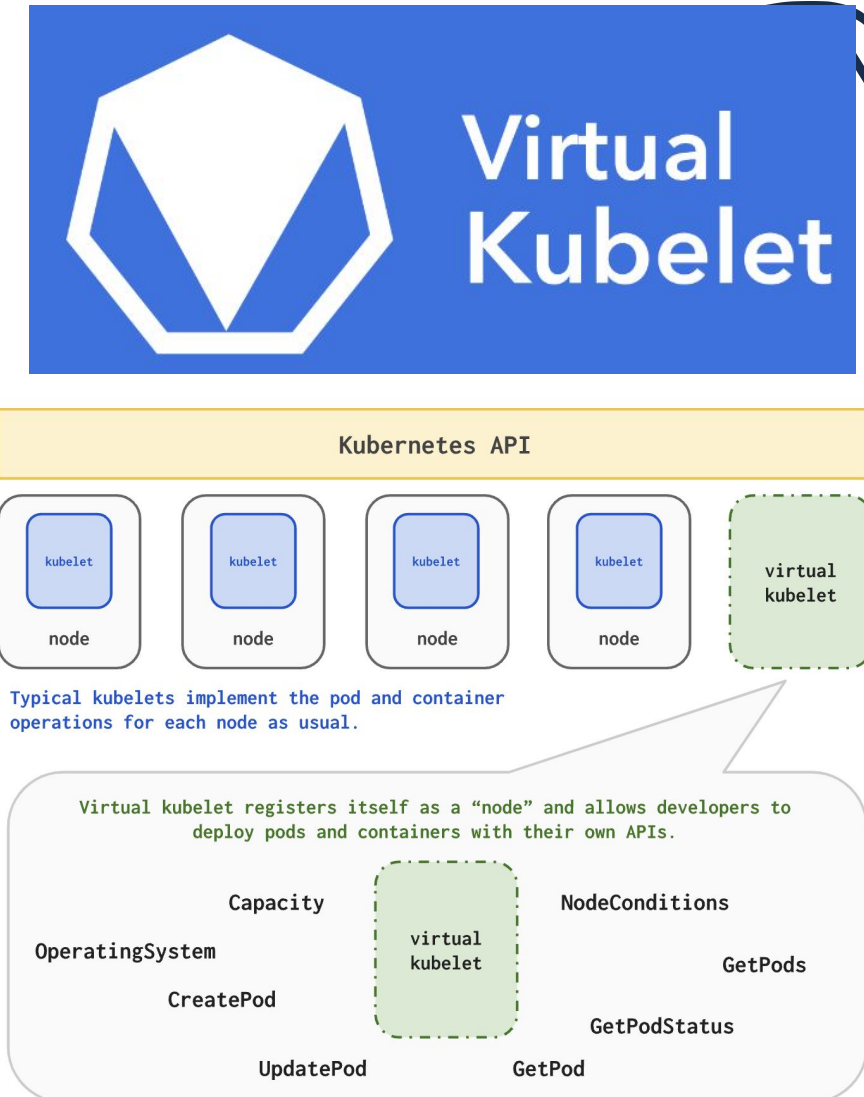 Virtual
Kubelet
Kubernetes API
kubelet
node
kubelet
node
kubelet
node
kubelet
node
virtual
kubelet
Typical kubelets implement the pod and container
operations for each node as usual.
Virtual kubelet registers itself as a “node” and allows developers to
deploy pods and containers with their own APIs.
Capacity
NodeConditions
OperatingSystem
virtual
kubelet
GetPods
CreatePod
GetPodStatus
UpdatePod
GetPod